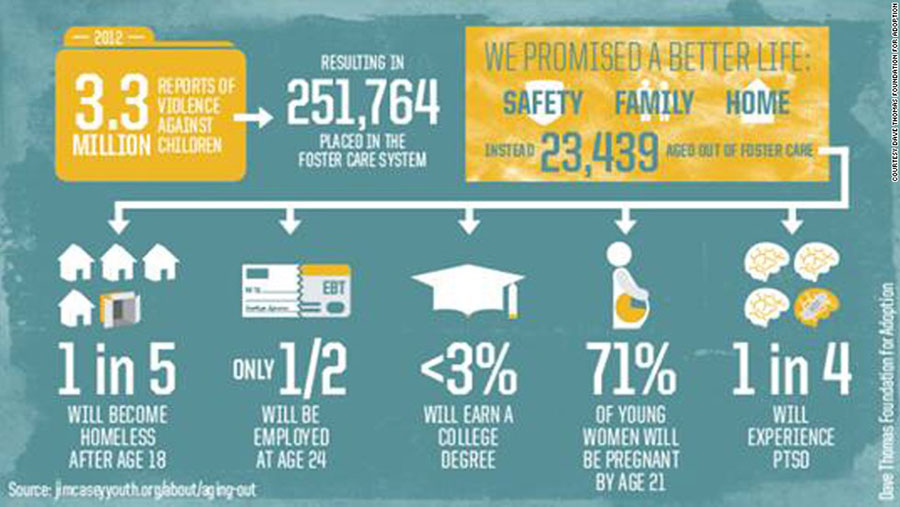 2012
3.3
MILLION
REPORTS OF
VIOLENCE
AGAINST
CHILDREN
RESULTING IN
251,764
PLACED IN THE
FOSTER CARE SYSTEM
WE PROMISED A BETTER LIFE:
SAFETY FAMILY HOME
INSTEAD 23,439 AGED OUT OF FOSTER CARE
1 in 5
WILL BECOME
HOMELESS
AFTER AGE 18
EBT
ONLY 1/2
WILL BE
EMPLOYED
AT AGE 24
<3%
WILL EARN A
COLLEGE
DEGREE
71%
OF YOUNG
WOMEN WILL
BE PREGNANT
BY AGE 21
1 in 4
WILL
EXPERIENCE
PTSD
Source: jimcaseyyouth.org/about/aging-out
Dave Thomas Foundation for Adoption
COURTESY DAVE THOMAS FOUNDATION FOR ADOPTION